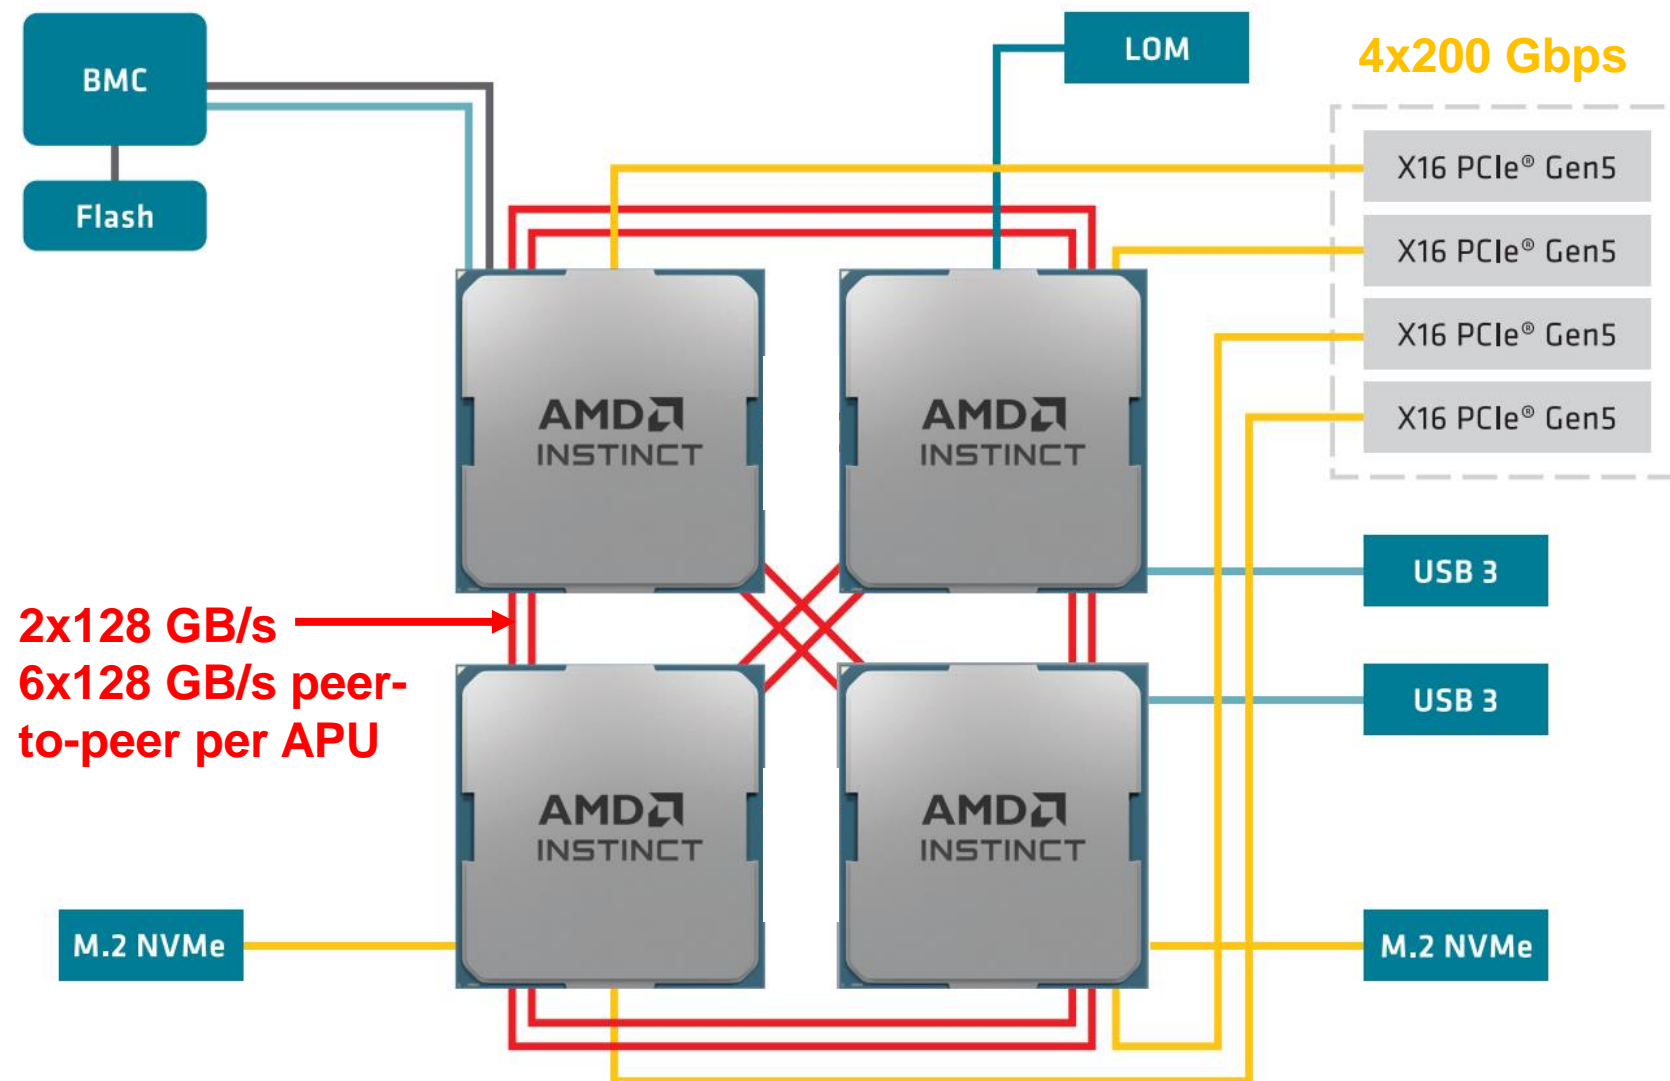 BMC
LOM
4x200 Gbps
Flash
X16 PCIe® Gen5
X16 PCIe® Gen5
X16 PCIe® Gen5
X16 PCIe® Gen5
AMD
INSTINCT
AMD
INSTINCT
USB 3
2x128 GB/s
6x128 GB/s peer-
to-peer per APU
USB 3
AMD
INSTINCT
AMD
INSTINCT
M.2 NVMe
M.2 NVMe